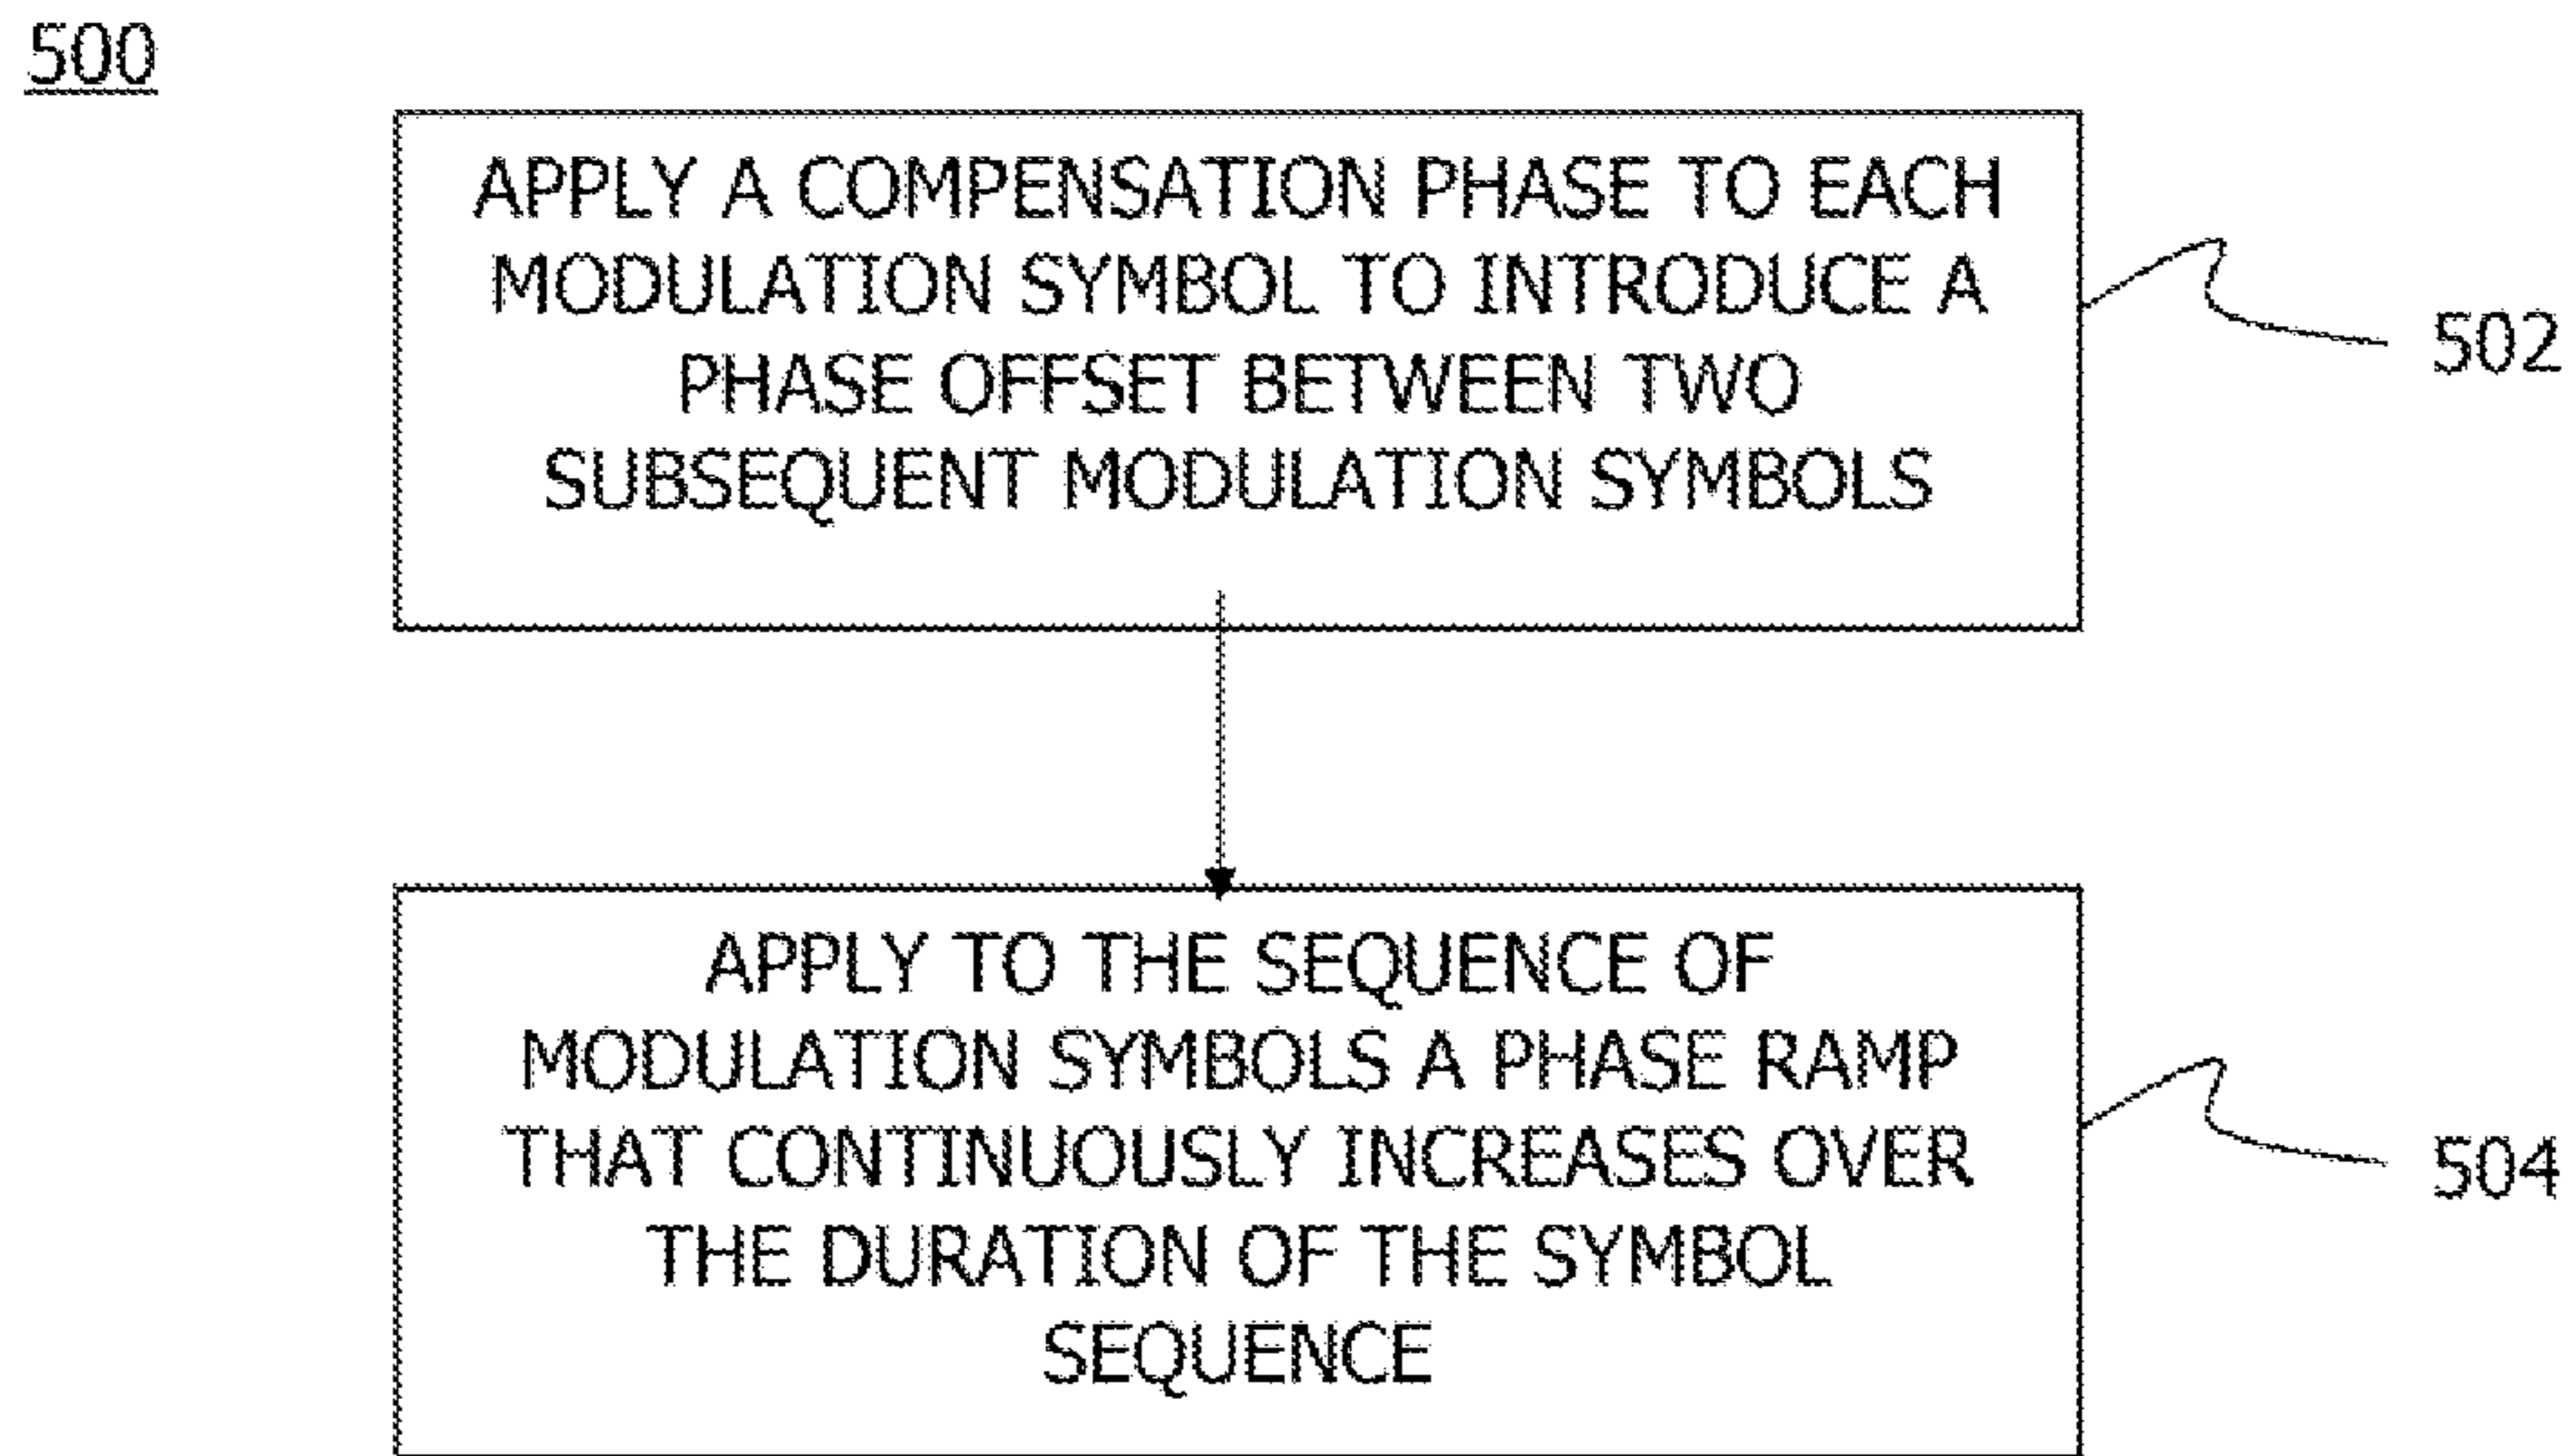 500
APPLY A COMPENSATION PHASE TO EACH
MODULATION SYMBOL TO INTRODUCE A
PHASE OFFSET BETWEEN TWO
SUBSEQUENT MODULATION SYMBOLS
502
APPLY TO THE SEQUENCE OF
MODULATION SYMBOLS A PHASE RAMP
THAT CONTINUOUSLY INCREASES OVER
THE DURATION OF THE SYMBOL
SEQUENCE
504